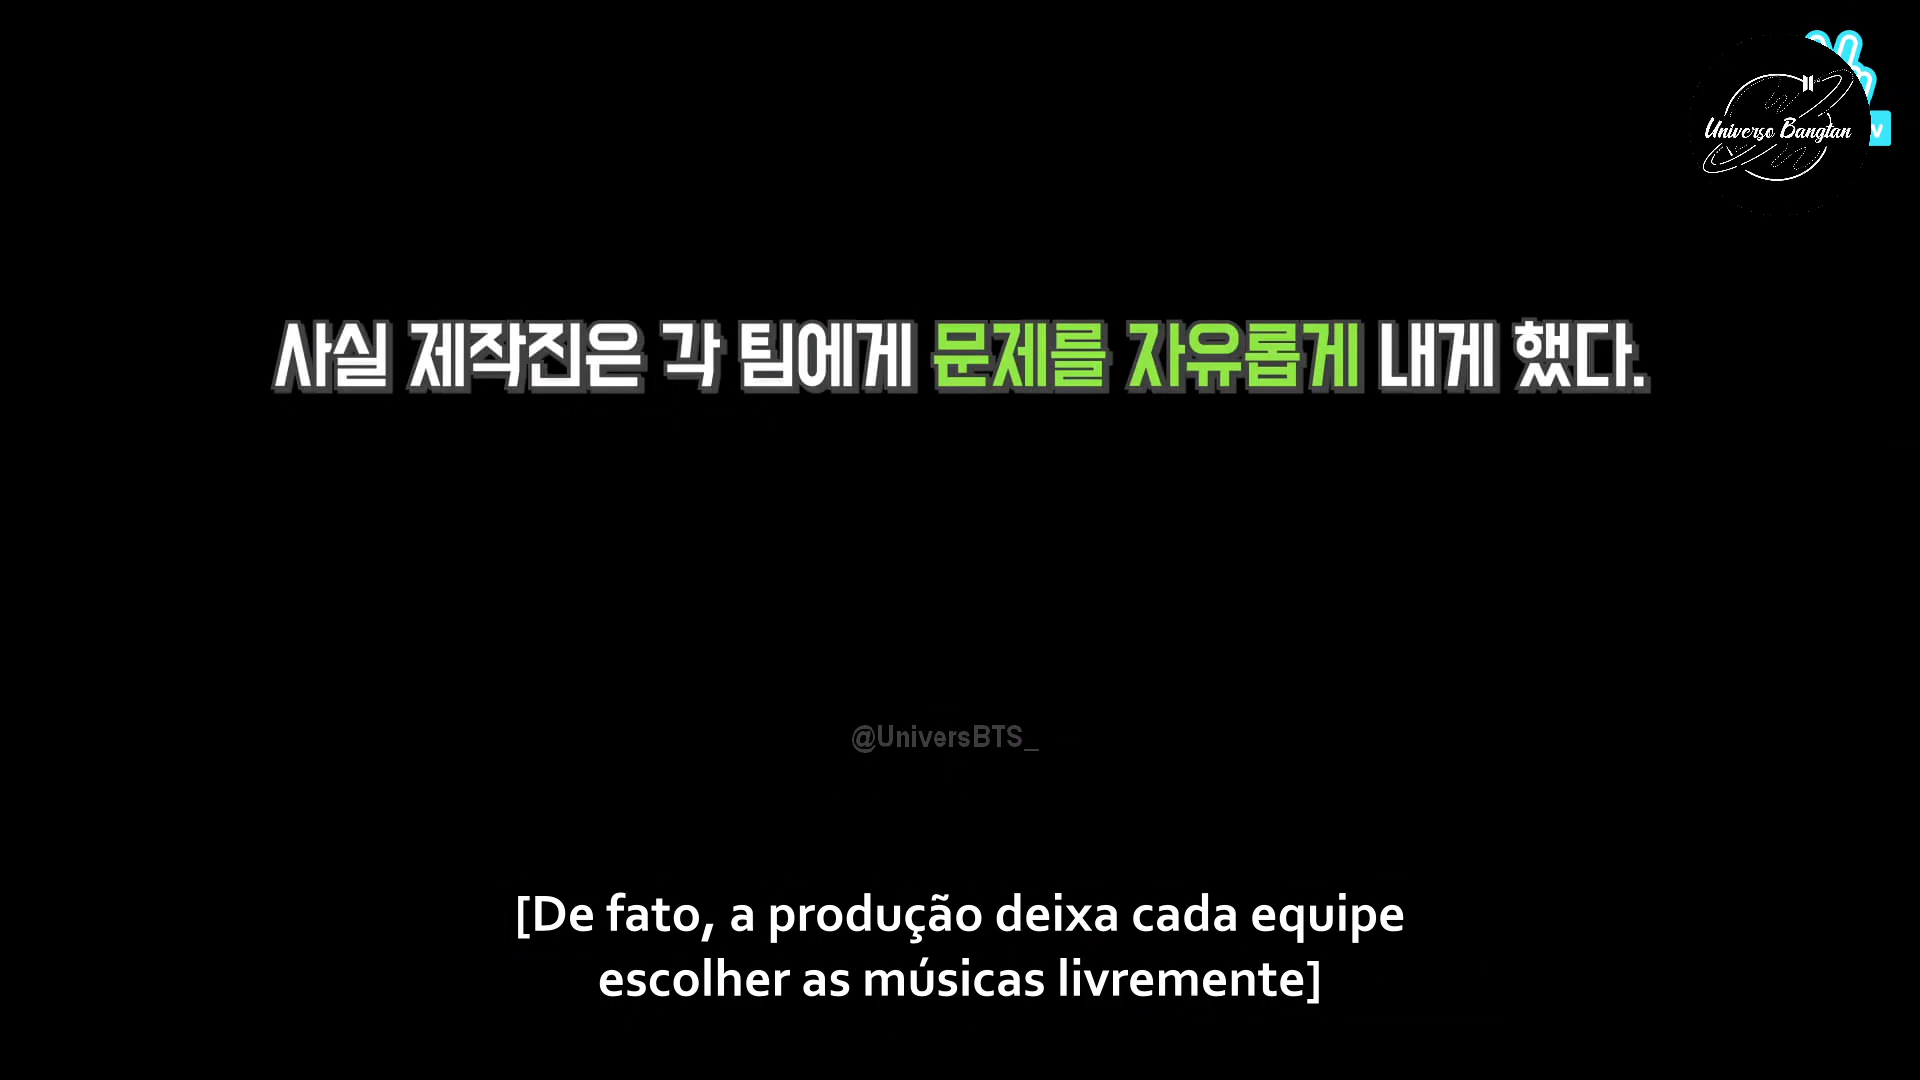 Universo Bangtan
사실 제작진은 각 팀에게 문제를 자유롭게 내게 했다.
@UniversBTS_
[De fato, a produção deixa cada equipe
escolher as músicas livremente]